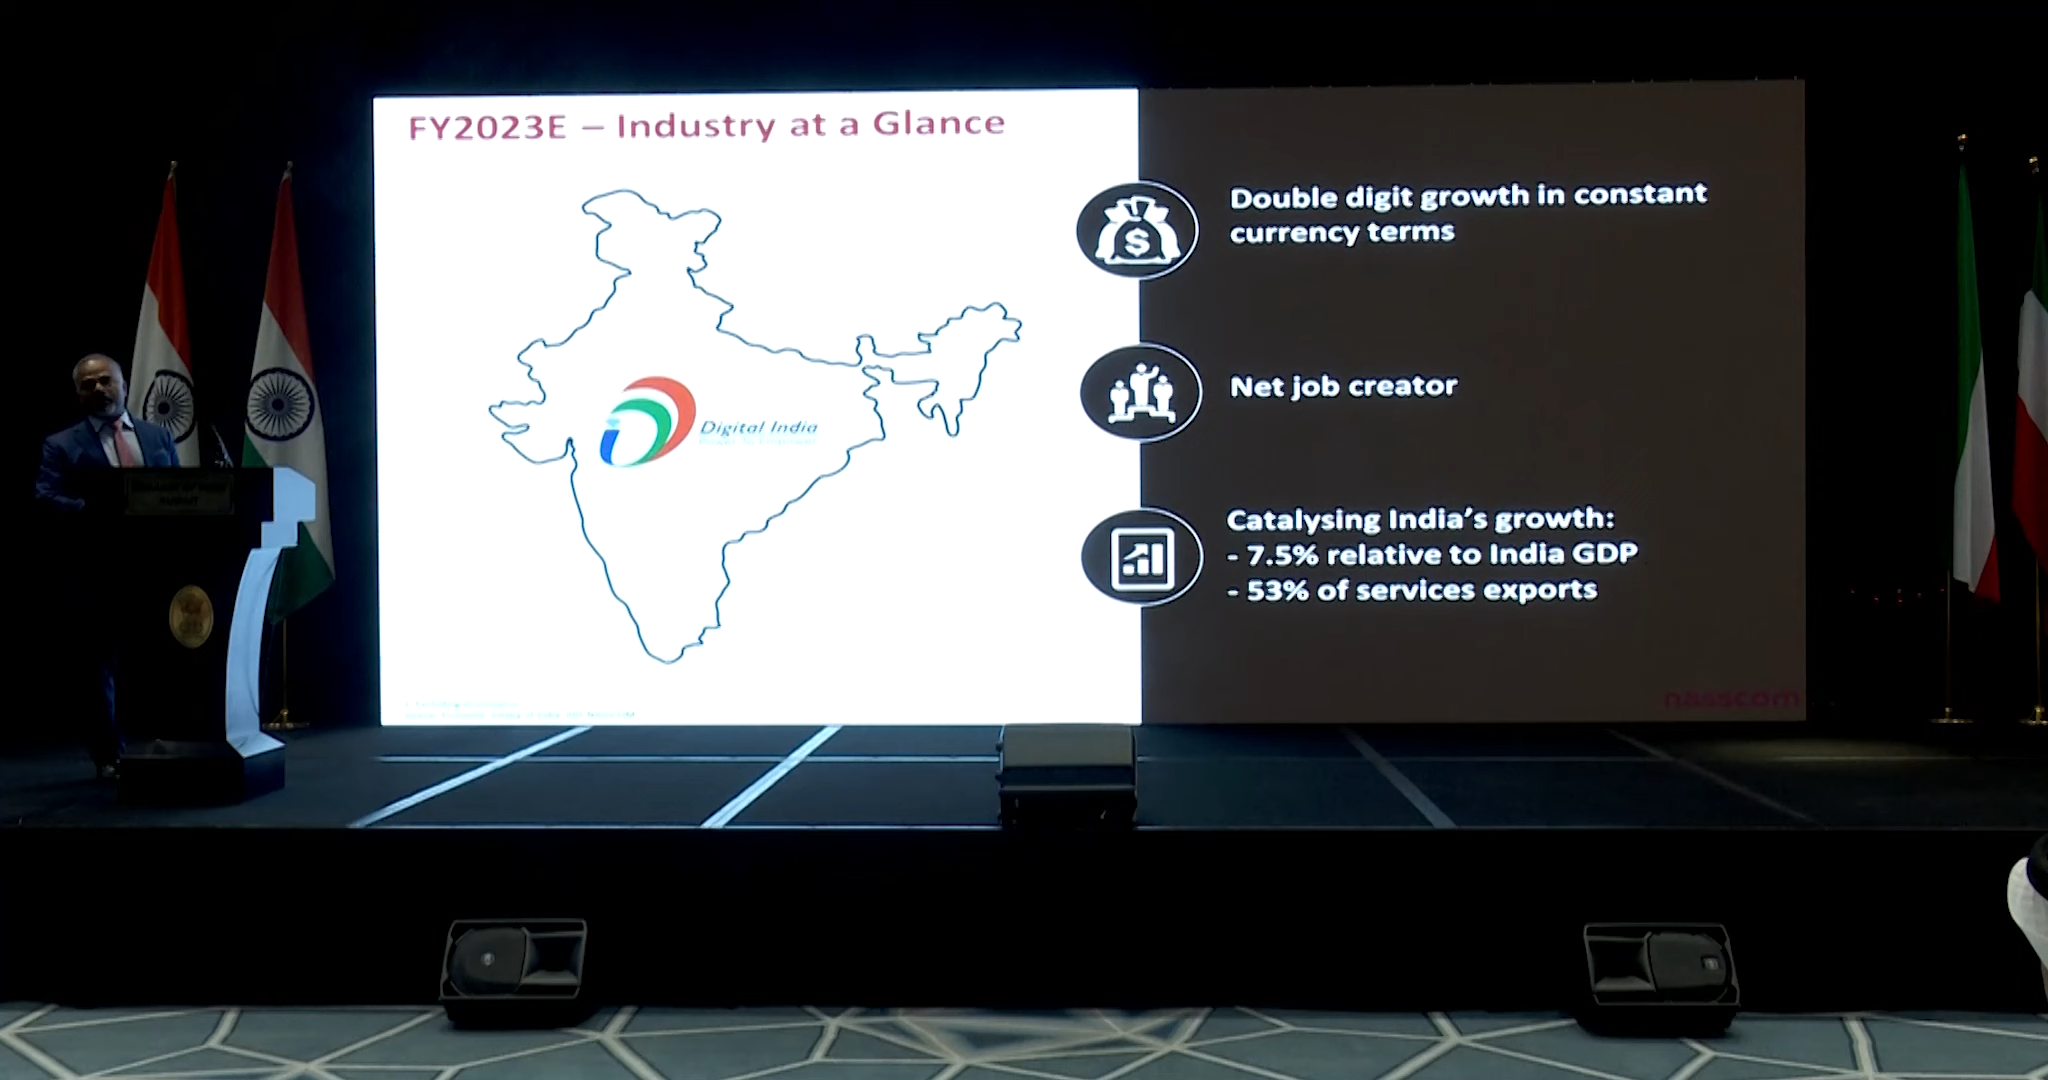 FY2023E – Industry at a Glance
Digital India
Double digit growth in constant
currency terms
Net job creator
Catalysing India's growth:
- 7.5% relative to India GDP
- 53% of services exports
nasscom